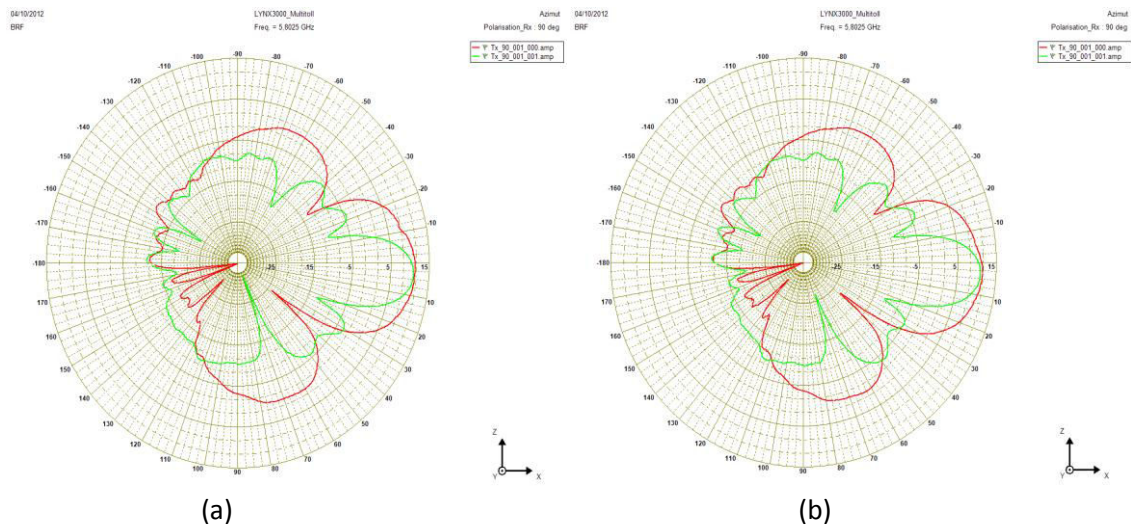 04/10/2012 LYNX3000_Multitoll Azimut
BRF Freq. = 5.8025 GHz Polarisation_Rx : 90 deg
Ψ Tx_90_001_000.amp
Ψ Tx_90_001_001.amp
-90
-100 -80
-110 -70
-120 -60
-130 -50
-140 -40
-150 -30
-160 -20
-170 -10
-180 -25 -15 -5 5 15
170 10
160 20
150 30
140 40
130 50
120 60
110 70
100 80
90
Z
Y X
(a)
04/10/2012 LYNX3000_Multitoll Azimut
BRF Freq. = 5.8025 GHz Polarisation_Rx : 90 deg
Ψ Tx_90_001_000.amp
Ψ Tx_90_001_001.amp
-90
-100 -80
-110 -70
-120 -60
-130 -50
-140 -40
-150 -30
-160 -20
-170 -10
-180 -25 -15 -5 5 15
170 10
160 20
150 30
140 40
130 50
120 60
110 70
100 80
90
Z
Y X
(b)